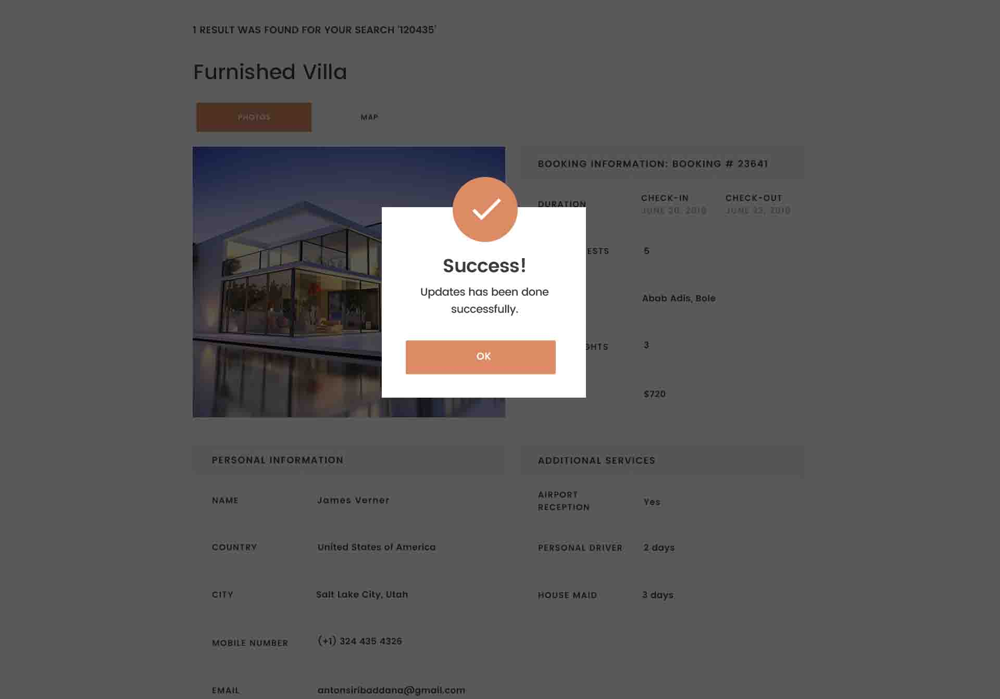 1 RESULT WAS FOUND FOR YOUR SEARCH '120435'
Furnished Villa
PHOTOS
MAP
BOOKING INFORMATION: BOOKING # 23641
DURATION
CHECK-IN
CHECK-OUT
JUNE 20, 2019
JUNE 23, 2019
ESTS
5
Abab Adis, Bole
GHTS
3
$720
Success!
Updates has been done
successfully.
OK
PERSONAL INFORMATION
NAME
James Verner
COUNTRY
United States of America
CITY
Salt Lake City, Utah
MOBILE NUMBER
(+1) 324 435 4326
EMAIL
antonsiribaddana@gmail.com
ADDITIONAL SERVICES
AIRPORT
RECEPTION
Yes
PERSONAL DRIVER
2 days
HOUSE MAID
3 days